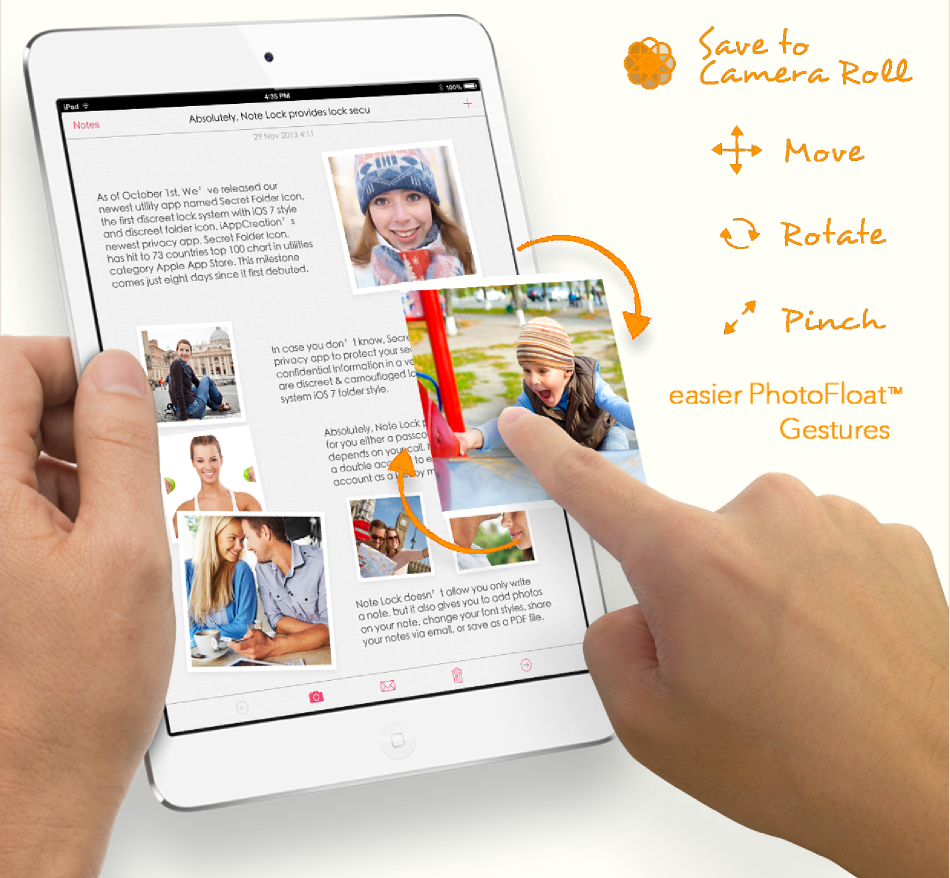 iPad
4:35 PM
100%
Notes
Absolutely, Note Lock provides lock secu
+
29 Nov 2013 4:11
As of October 1st, We’ ve released our
newest utility app named Secret Folder Icon,
the first discreet lock system with iOS 7 style
and discreet folder icon. iAppCreation’ s
newest privacy app, Secret Folder Icon,
has hit to 73 countries top 100 chart in utilities
category Apple App Store. This milestone
comes just eight days since it first debuted.
In case you don’ t know, Secre
privacy app to protect your sec
confidential information in a ve
are discreet & camouflaged ic
system iOS 7 folder style.
Absolutely, Note Lock p
for you either a passco
depends on your call.
a double to e
account as a by m
Note Lock doesn’ t allow you only write
a note, but it also gives you to add photos
on your note, change your font styles, share
your notes via email, or save as a PDF file.
Save to
Camera Roll
Move
Rotate
Pinch
easier PhotoFloat™
Gestures